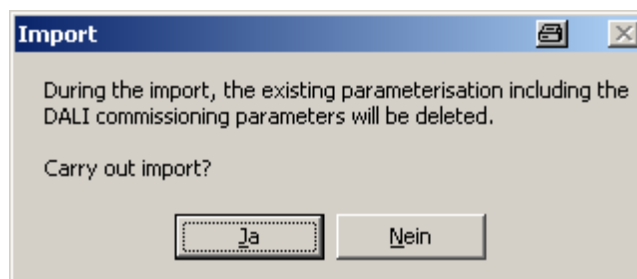 Import
During the import, the existing parameterisation including the
DALI commissioning parameters will be deleted.
Carry out import?
Ja
Nein